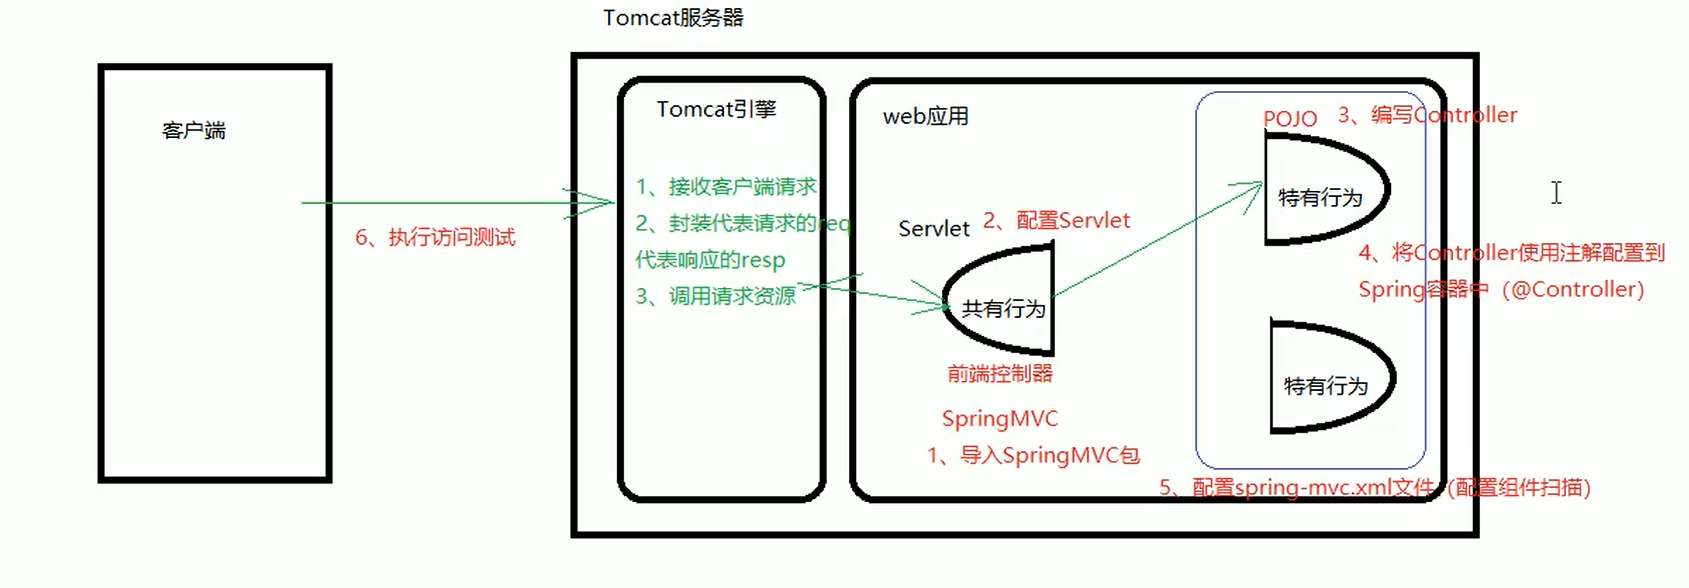 Tomcat服务器
客户端
6、执行访问测试
Tomcat引擎
1、接收客户端请求
2、封装代表请求的req
代表响应的resp
3、调用请求资源
web应用
Servlet
2、配置Servlet
共有行为
前端控制器
SpringMVC
1、导入SpringMVC包
POJO
3、编写Controller
特有行为
4、将Controller使用注解配置到
Spring容器中（@Controller）
特有行为
5、配置spring-mvc.xml文件（配置组件扫描）